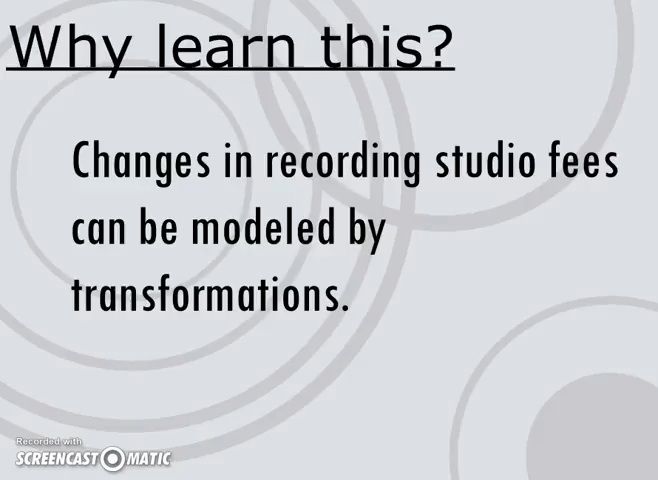 Why learn this?
Changes in recording studio fees
can be modeled by
transformations.
Recorded with
SCREENCAST MATIC